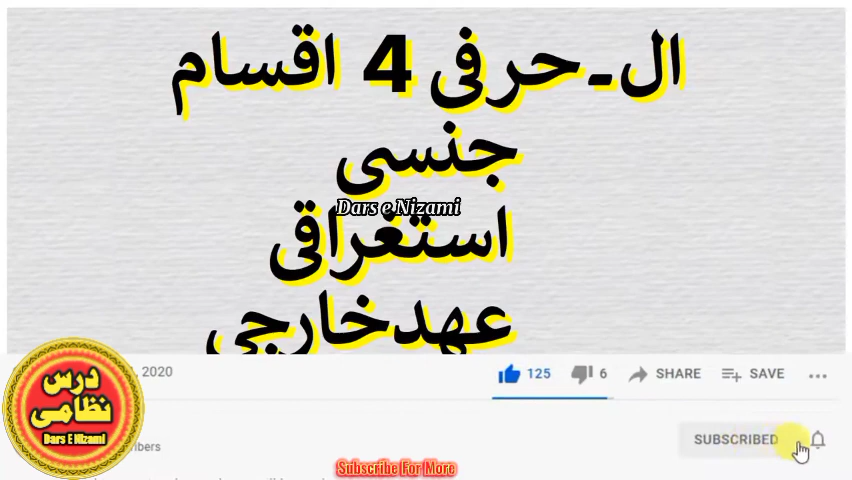 ال۔حرفی 4 اقسام
جنسی
Dars e Nizami
استغراقی
عہدخارجی
, 2020
125
6
SHARE
SAVE
درس
نظامی
Dars E Nizami
bers
SUBSCRIBED
Subscribe For More